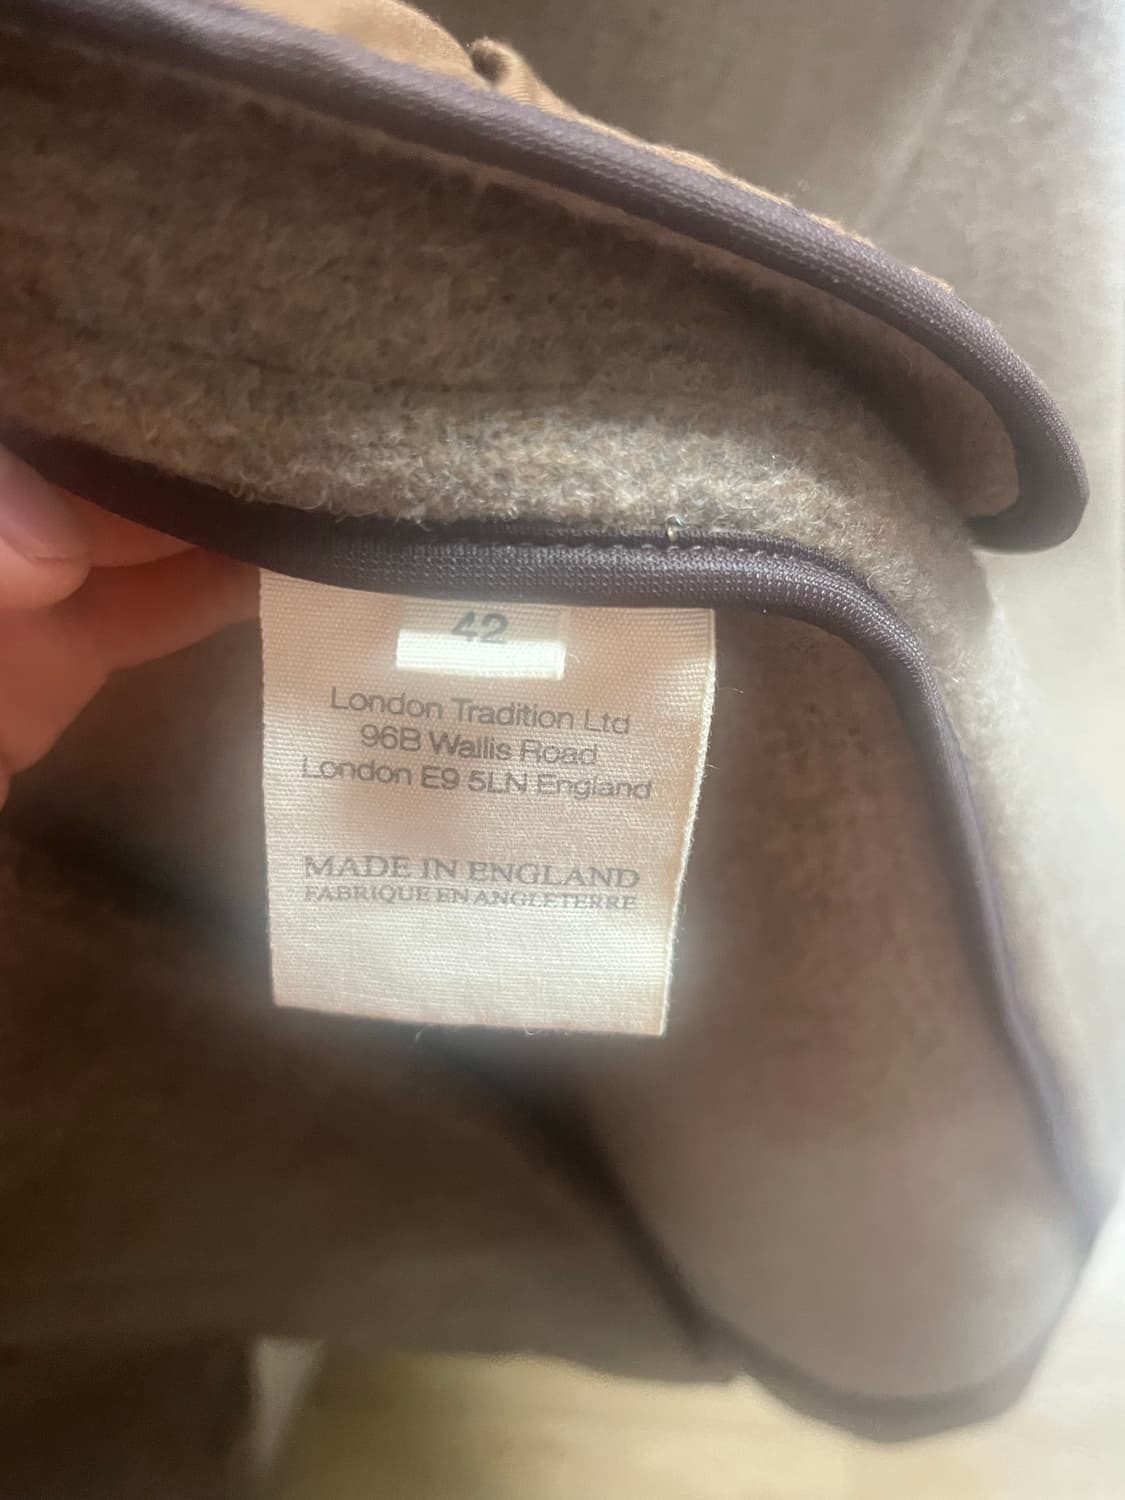 42
London Tradition Ltd
96B Wallis Road
London E9 5LN England
MADE IN ENGLAND
FABRIQUE EN ANGLETERRE